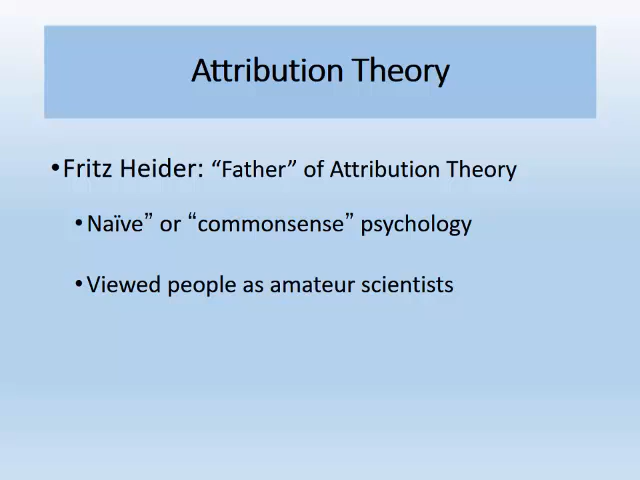 Attribution Theory
•Fritz Heider: “Father” of Attribution Theory
•Naïve” or “commonsense” psychology
•Viewed people as amateur scientists